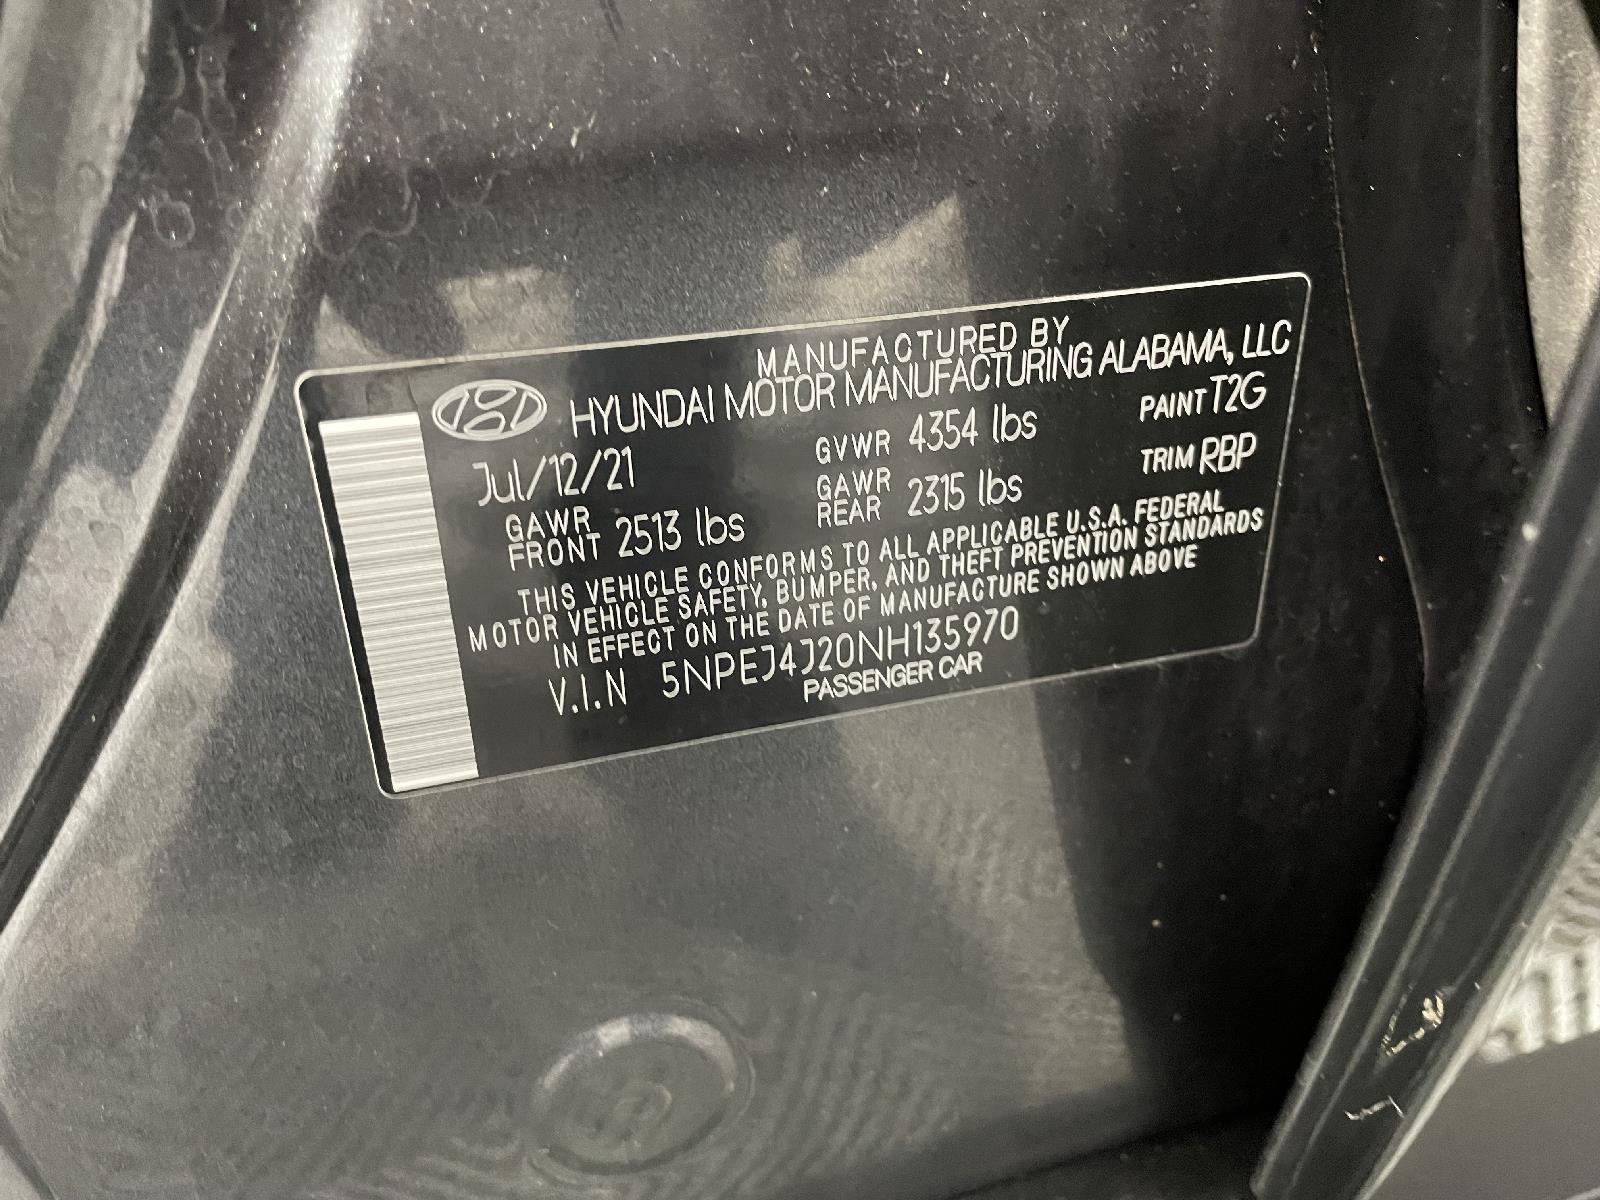 MANUFACTURED BY
HYUNDAI MOTOR MANUFACTURING ALABAMA, LLC
Jul/12/21 GVWR 4354 lbs PAINT T2G
GAWR FRONT 2513 lbs GAWR REAR 2315 lbs TRIM RBP
THIS VEHICLE CONFORMS TO ALL APPLICABLE U.S.A. FEDERAL
MOTOR VEHICLE SAFETY, BUMPER, AND THEFT PREVENTION STANDARDS
IN EFFECT ON THE DATE OF MANUFACTURE SHOWN ABOVE
V.I.N 5NPEJ4J20NH135970
PASSENGER CAR